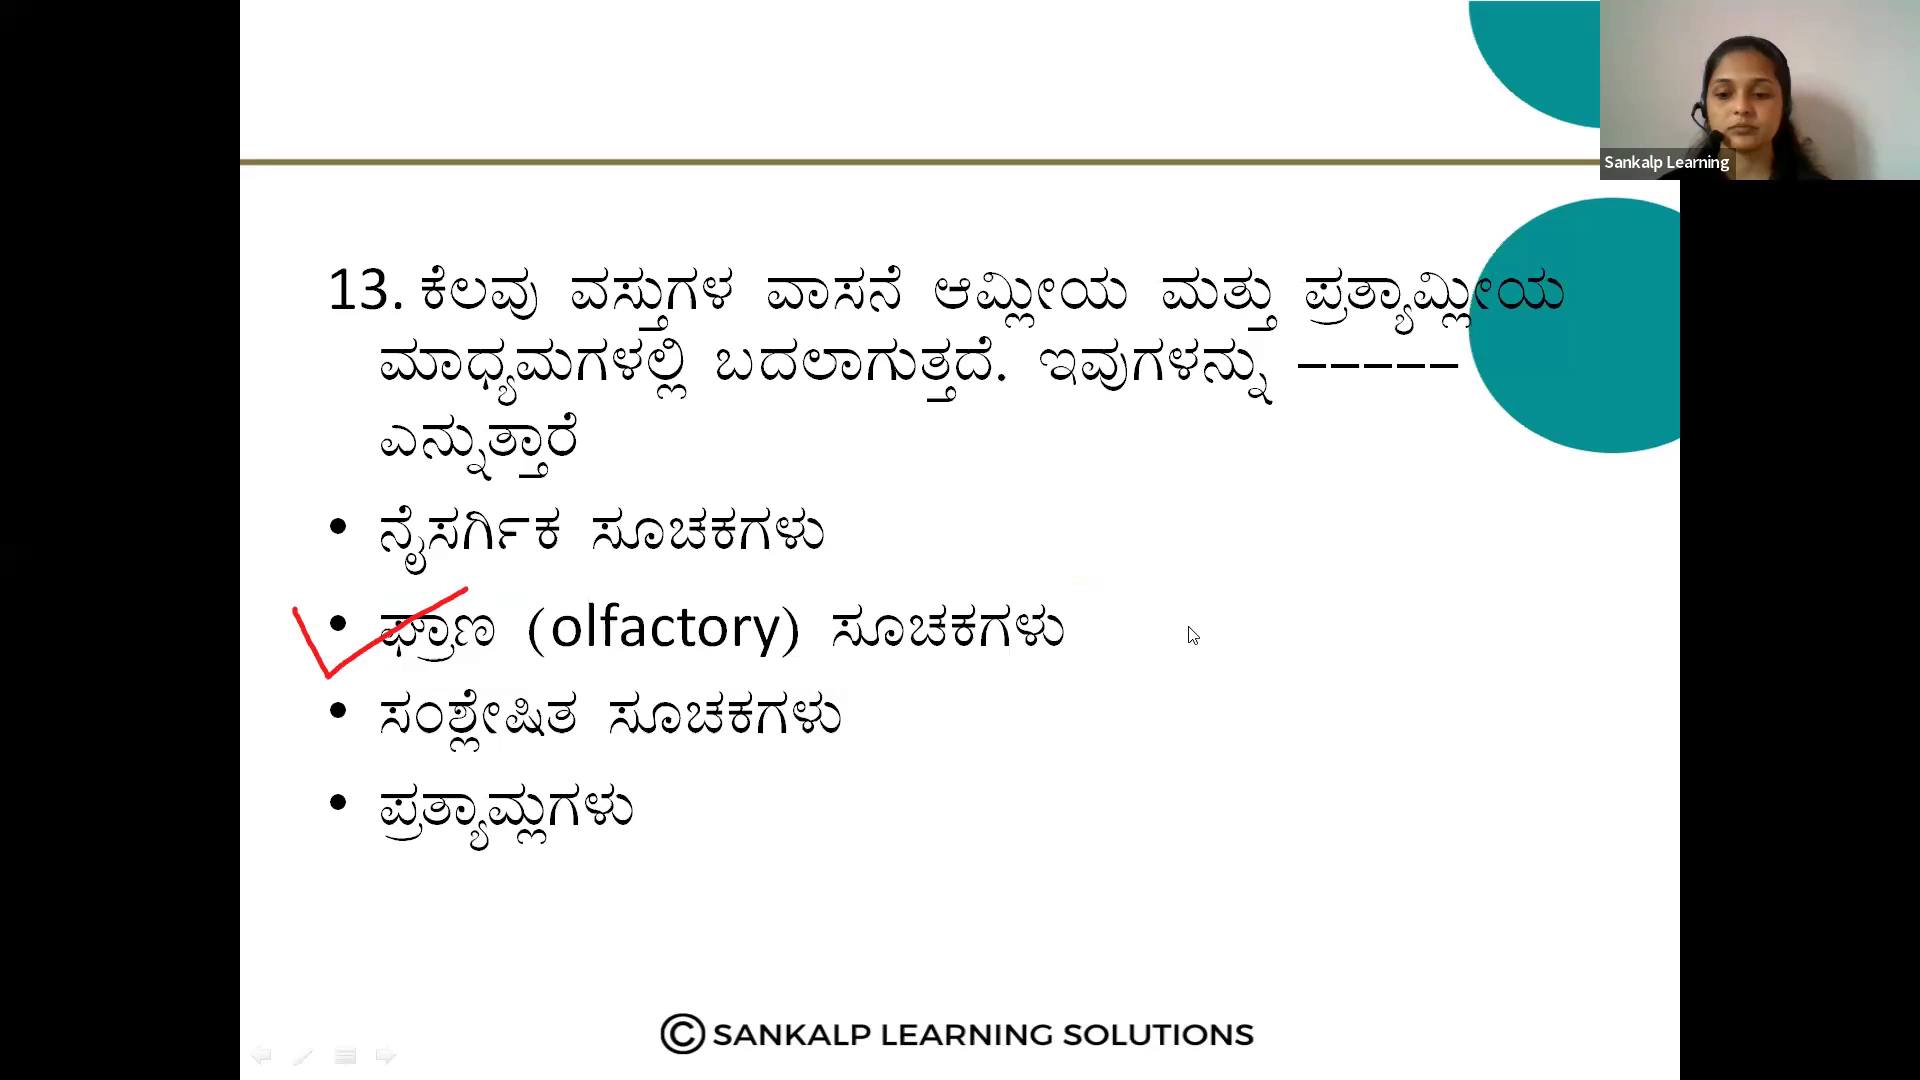 Sankalp Learning
13. ಕೆಲವು ವಸ್ತುಗಳ ವಾಸನೆ ಆಮ್ಲೀಯ ಮತ್ತು ಪ್ರತ್ಯಾಮ್ಲೀಯ
ಮಾಧ್ಯಮಗಳಲ್ಲಿ ಬದಲಾಗುತ್ತದೆ. ಇವುಗಳನ್ನು -----
ಎನ್ನುತ್ತಾರೆ
• ನೈಸರ್ಗಿಕ ಸೂಚಕಗಳು
• ಘ್ರಾಣ (olfactory) ಸೂಚಕಗಳು
• ಸಂಶ್ಲೇಷಿತ ಸೂಚಕಗಳು
• ಪ್ರತ್ಯಾಮ್ಲಗಳು
© SANKALP LEARNING SOLUTIONS